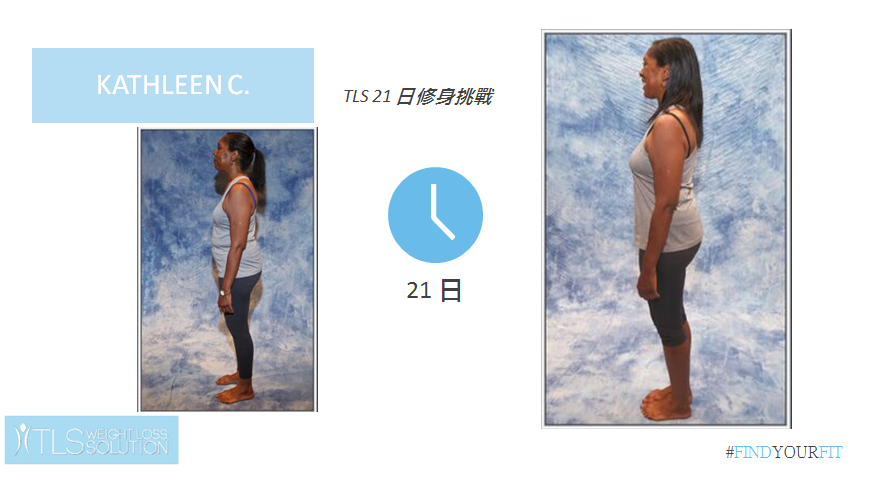 KATHLEEN C.
TLS 21 日修身挑戰
21 日
TLS WEIGHT LOSS SOLUTION
#FINDYOURFIT